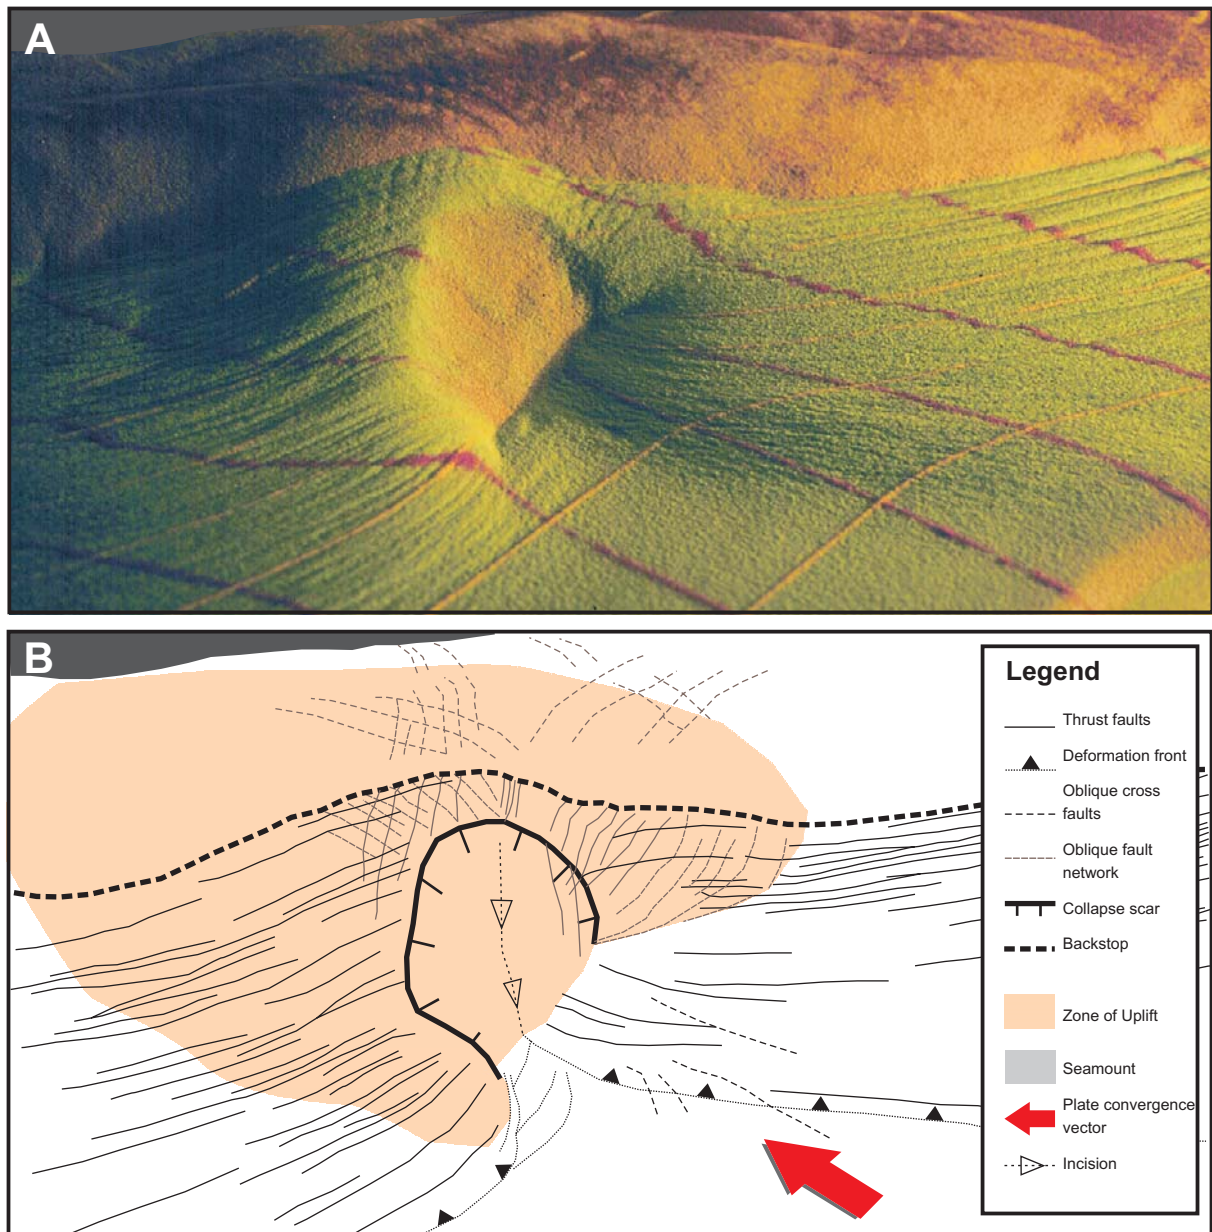 A
B
Legend
Thrust faults
Deformation front
Oblique cross
faults
Oblique fault
network
Collapse scar
Backstop
Zone of Uplift
Seamount
Plate convergence
vector
Incision